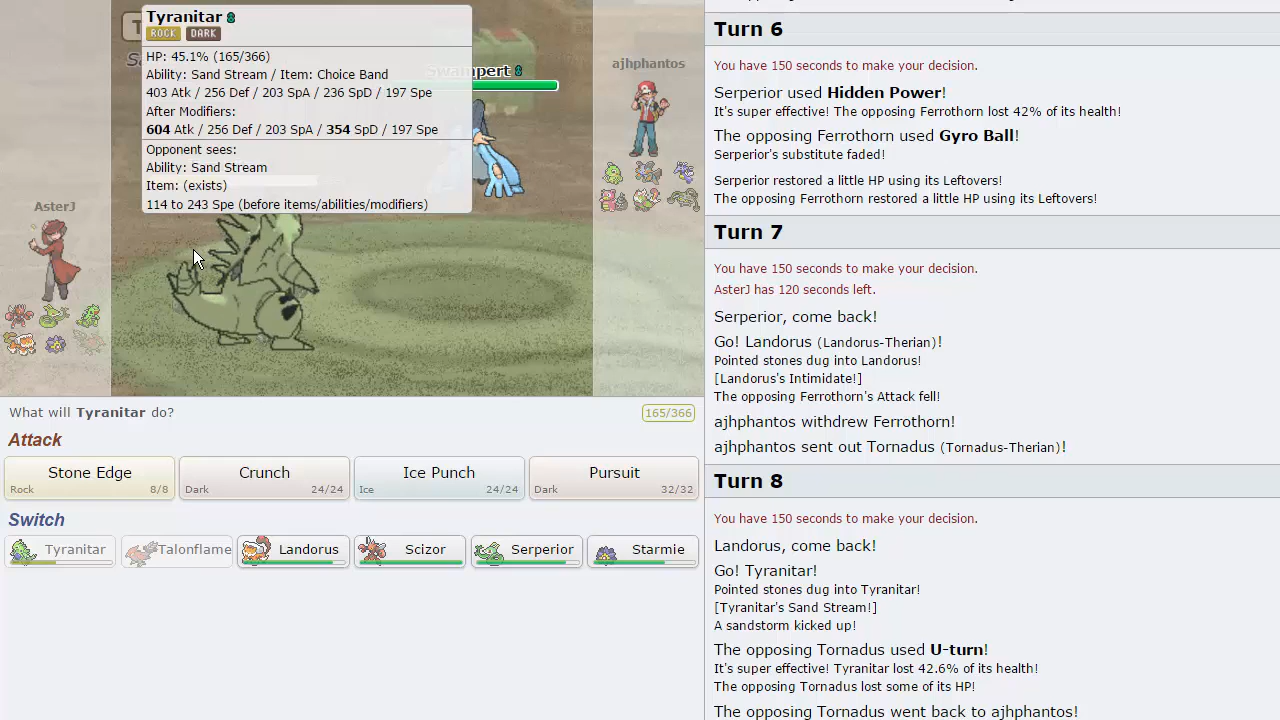 Tyranitar
ROCK DARK
HP: 45.1% (165/366)
Ability: Sand Stream / Item: Choice Band
403 Atk / 256 Def / 203 SpA / 236 SpD / 197 Spe
After Modifiers:
604 Atk / 256 Def / 203 SpA / 354 SpD / 197 Spe
Opponent sees:
Ability: Sand Stream
Item: (exists)
114 to 243 Spe (before items/abilities/modifiers)
Swampert
ajhphantos
AsterJ
What will Tyranitar do?
165/366
Attack
Stone Edge
Rock 8/8
Crunch
Dark 24/24
Ice Punch
Ice 24/24
Pursuit
Dark 32/32
Switch
Tyranitar
Talonflame
Landorus
Scizor
Serperior
Starmie
Turn 6
You have 150 seconds to make your decision.
Serperior used Hidden Power!
It's super effective! The opposing Ferrothorn lost 42% of its health!
The opposing Ferrothorn used Gyro Ball!
Serperior's substitute faded!
Serperior restored a little HP using its Leftovers!
The opposing Ferrothorn restored a little HP using its Leftovers!
Turn 7
You have 150 seconds to make your decision.
AsterJ has 120 seconds left.
Serperior, come back!
Go! Landorus (Landorus-Therian)!
Pointed stones dug into Landorus!
[Landorus's Intimidate!]
The opposing Ferrothorn's Attack fell!
ajhphantos withdrew Ferrothorn!
ajhphantos sent out Tornadus (Tornadus-Therian)!
Turn 8
You have 150 seconds to make your decision.
Landorus, come back!
Go! Tyranitar!
Pointed stones dug into Tyranitar!
[Tyranitar's Sand Stream!]
A sandstorm kicked up!
The opposing Tornadus used U-turn!
It's super effective! Tyranitar lost 42.6% of its health!
The opposing Tornadus lost some of its HP!
The opposing Tornadus went back to ajhphantos!